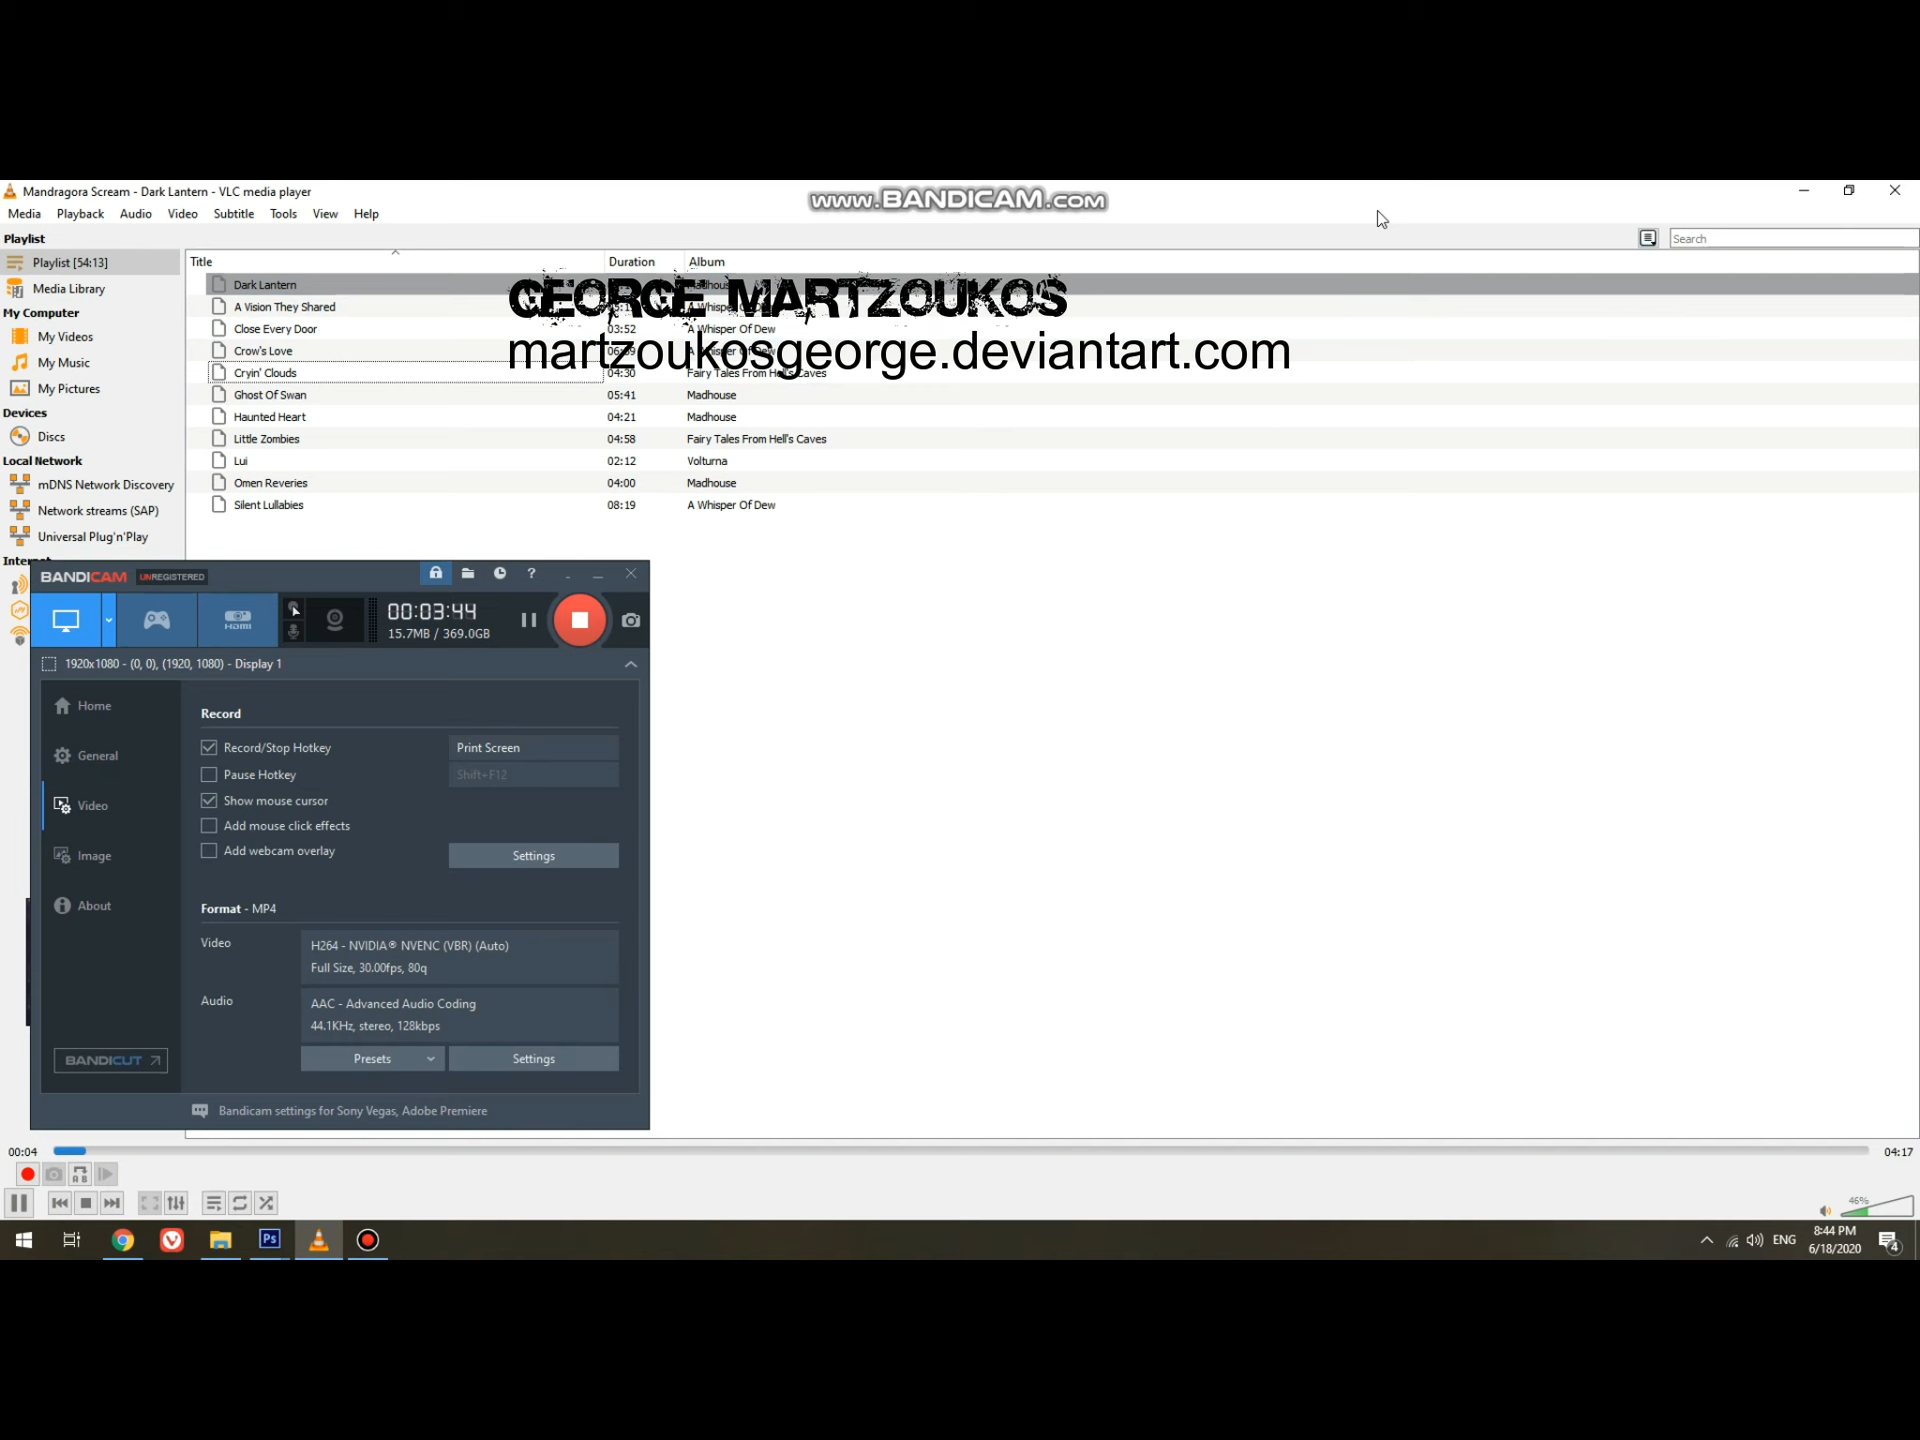 Mandragora Scream - Dark Lantern - VLC media player
www.BANDICAM.com
Media Playback Audio Video Subtitle Tools View Help
Playlist
Search
Playlist [54:13]
Media Library
My Computer
My Videos
My Music
My Pictures
Devices
Discs
Local Network
mDNS Network Discovery
Network streams (SAP)
Universal Plug'n'Play
Title Duration Album
Dark Lantern
A Vision They Shared
Close Every Door 03:52 A Whisper Of Dew
Crow's Love
Cryin' Clouds 04:30 Fairy Tales From Hell's Caves
Ghost Of Swan 05:41 Madhouse
Haunted Heart 04:21 Madhouse
Little Zombies 04:58 Fairy Tales From Hell's Caves
Lui 02:12 Volturna
Omen Reveries 04:00 Madhouse
Silent Lullabies 08:19 A Whisper Of Dew
GEORGE MARTZOUKOS
martzoukosgeorge.deviantart.com
BANDICAM UNREGISTERED
?
HDMI
00:03:44
15.7MB / 369.0GB
1920x1080 - (0, 0), (1920, 1080) - Display 1
Home
General
Video
Image
About
BANDICUT
Record
Record/Stop Hotkey Print Screen
Pause Hotkey Shift+F12
Show mouse cursor
Add mouse click effects
Add webcam overlay
Settings
Format - MP4
Video H264 - NVIDIA® NVENC (VBR) (Auto)
Full Size, 30.00fps, 80q
Audio AAC - Advanced Audio Coding
44.1KHz, stereo, 128kbps
Presets Settings
Bandicam settings for Sony Vegas, Adobe Premiere
00:04 04:17
46%
Ps
ENG
8:44 PM
6/18/2020
4